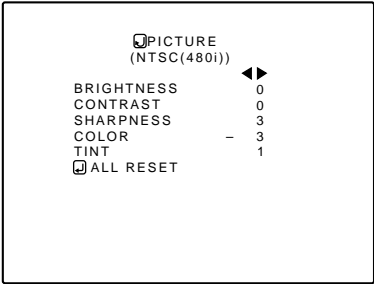 PICTURE
(NTSC(480i))
BRIGHTNESS 0
CONTRAST 0
SHARPNESS 3
COLOR – 3
TINT 1
ALL RESET